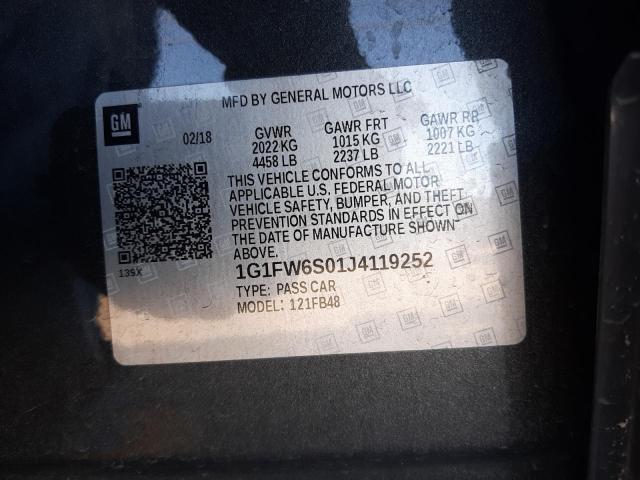 MFD BY GENERAL MOTORS LLC
GM
02/18 GVWR GAWR FRT GAWR RR
2022 KG 1015 KG 1007 KG
4458 LB 2237 LB 2221 LB
THIS VEHICLE CONFORMS TO ALL
APPLICABLE U.S. FEDERAL MOTOR
VEHICLE SAFETY, BUMPER, AND THEFT
PREVENTION STANDARDS IN EFFECT ON
THE DATE OF MANUFACTURE SHOWN
ABOVE.
139X
1G1FW6S01J4119252
TYPE: PASS CAR
MODEL: 121FB48